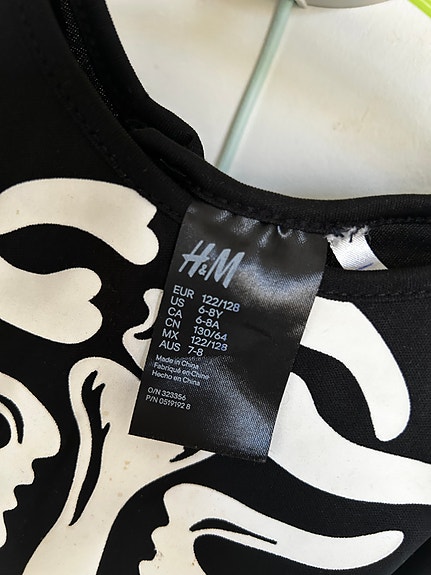 H&M
EUR 122/128
US 6-8Y
CA 6-8A
CN 130/64
MX 122/128
AUS 7-8
Made in China
Fabriqué en Chine
Hecho en China
O/N 323356
P/N 0519192 8